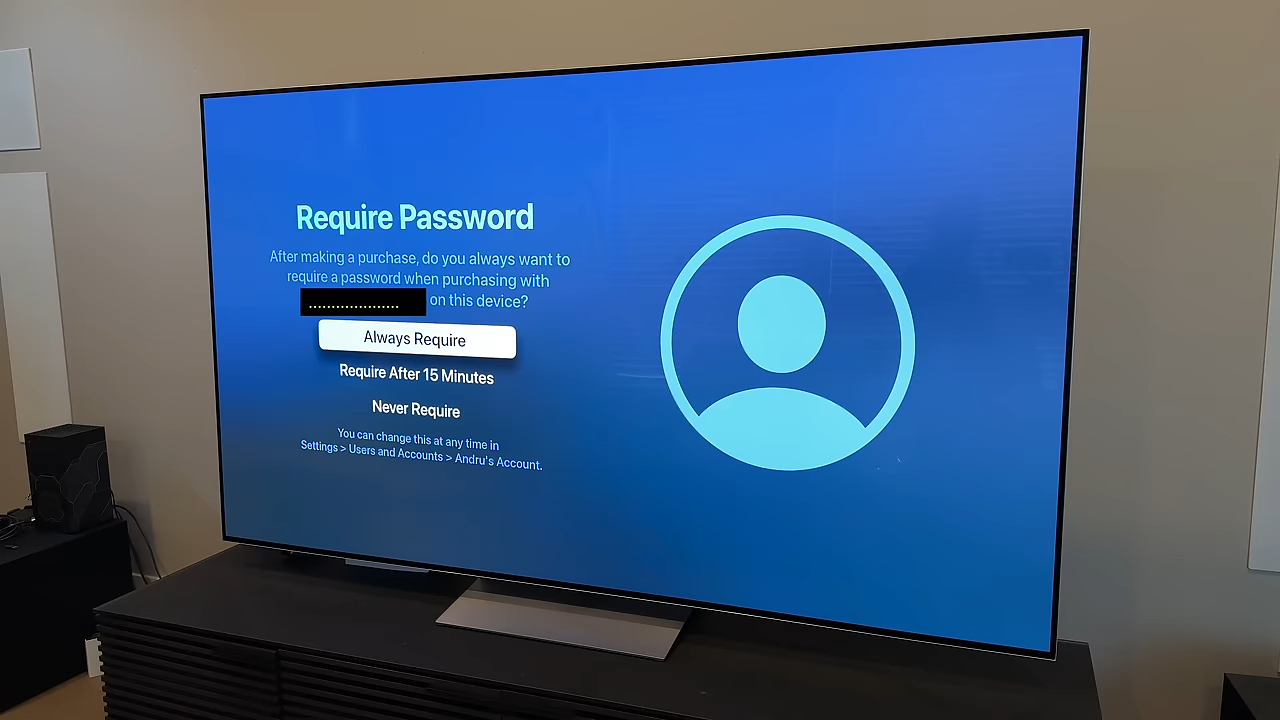 Require Password
After making a purchase, do you always want to
require a password when purchasing with
.................... on this device?
Always Require
Require After 15 Minutes
Never Require
You can change this at any time in
Settings > Users and Accounts > Andru's Account.